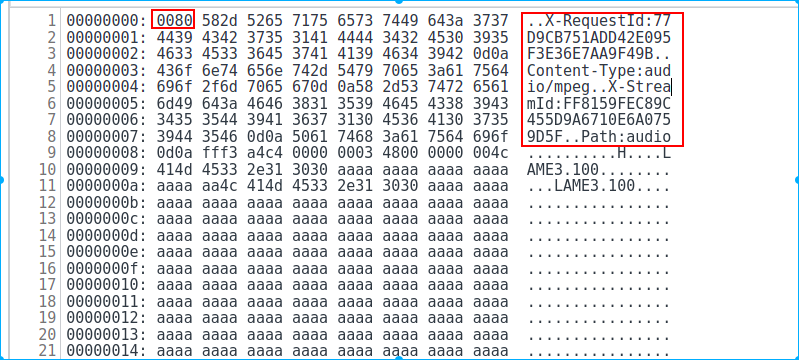 1 00000000: 0080 582d 5265 7175 6573 7449 643a 3737 ..X-RequestId:77
2 00000001: 4439 4342 3735 3141 4444 3432 4530 3935 D9CB751ADD42E095
3 00000002: 4633 4533 3645 3741 4139 4634 3942 0d0a F3E36E7AA9F49B..
4 00000003: 436f 6e74 656e 742d 5479 7065 3a61 7564 Content-Type:aud
5 00000004: 696f 2f6d 7065 670d 0a58 2d53 7472 6561 io/mpeg..X-Strea
6 00000005: 6d49 643a 4646 3831 3539 4645 4338 3943 mId:FF8159FEC89C
7 00000006: 3435 3544 3941 3637 3130 4536 4130 3735 455D9A6710E6A075
8 00000007: 3944 3546 0d0a 5061 7468 3a61 7564 696f 9D5F..Path:audio
9 00000008: 0d0a fff3 a4c4 0000 0003 4800 0000 004c ..........H....L
10 00000009: 414d 4533 2e31 3030 aaaa aaaa aaaa aaaa AME3.100........
11 0000000a: aaaa aa4c 414d 4533 2e31 3030 aaaa aaaa ...LAME3.100....
12 0000000b: aaaa aaaa aaaa aaaa aaaa aaaa aaaa aaaa ................
13 0000000c: aaaa aaaa aaaa aaaa aaaa aaaa aaaa aaaa ................
14 0000000d: aaaa aaaa aaaa aaaa aaaa aaaa aaaa aaaa ................
15 0000000e: aaaa aaaa aaaa aaaa aaaa aaaa aaaa aaaa ................
16 0000000f: aaaa aaaa aaaa aaaa aaaa aaaa aaaa aaaa ................
17 00000010: aaaa aaaa aaaa aaaa aaaa aaaa aaaa aaaa ................
18 00000011: aaaa aaaa aaaa aaaa aaaa aaaa aaaa aaaa ................
19 00000012: aaaa aaaa aaaa aaaa aaaa aaaa aaaa aaaa ................
20 00000013: aaaa aaaa aaaa aaaa aaaa aaaa aaaa aaaa ................
21 00000014: aaaa aaaa aaaa aaaa aaaa aaaa aaaa aaaa ................